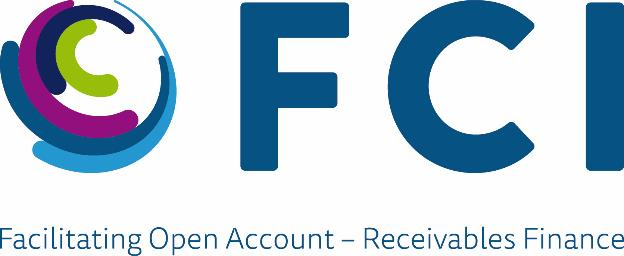 FCI
Facilitating Open Account – Receivables Finance